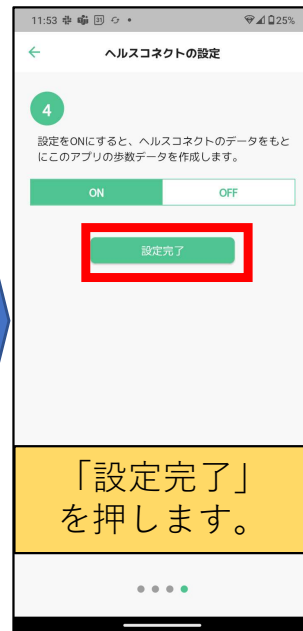 11:53
25%
ヘルスコネクトの設定
4
設定をONにすると、ヘルスコネクトのデータをもと
にこのアプリの歩数データを作成します。
ON OFF
設定完了
「設定完了」
を押します。